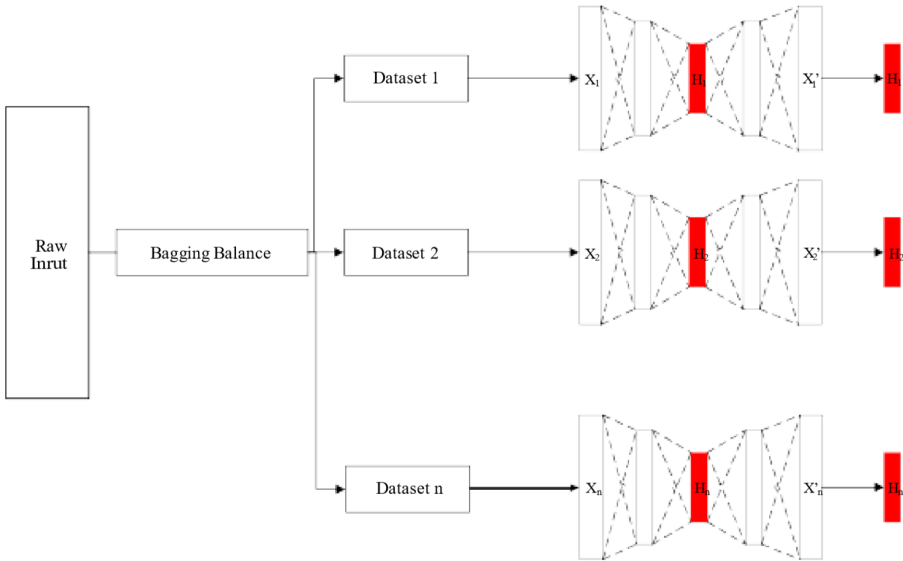 Dataset 1
X₁
H₁
X₁'
H₁
Raw
Inrut
Bagging Balance
Dataset 2
X₂
H₂
X₂'
H₂
Dataset n
Xₙ
Hₙ
X'ₙ
Hₙ